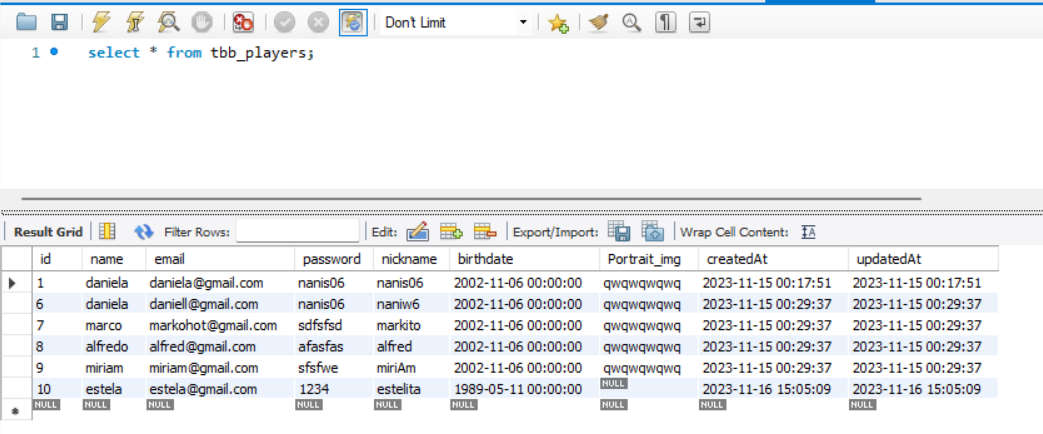 Don't Limit
1 select * from tbb_players;
Result Grid Filter Rows: Edit: Export/Import: Wrap Cell Content:
id name email password nickname birthdate Portrait_img createdAt updatedAt
1 daniela daniela@gmail.com nanis06 nanis06 2002-11-06 00:00:00 qwqwqwqwq 2023-11-15 00:17:51 2023-11-15 00:17:51
6 daniela daniell@gmail.com nanis06 naniw6 2002-11-06 00:00:00 qwqwqwqwq 2023-11-15 00:29:37 2023-11-15 00:29:37
7 marco markohot@gmail.com sdfsfsd markito 2002-11-06 00:00:00 qwqwqwqwq 2023-11-15 00:29:37 2023-11-15 00:29:37
8 alfredo alfred@gmail.com afasfas alfred 2002-11-06 00:00:00 qwqwqwqwq 2023-11-15 00:29:37 2023-11-15 00:29:37
9 miriam miriam@gmail.com sfsfwe miriAm 2002-11-06 00:00:00 qwqwqwqwq 2023-11-15 00:29:37 2023-11-15 00:29:37
10 estela estela@gmail.com 1234 estelita 1989-05-11 00:00:00 NULL 2023-11-16 15:05:09 2023-11-16 15:05:09
NULL NULL NULL NULL NULL NULL NULL NULL NULL